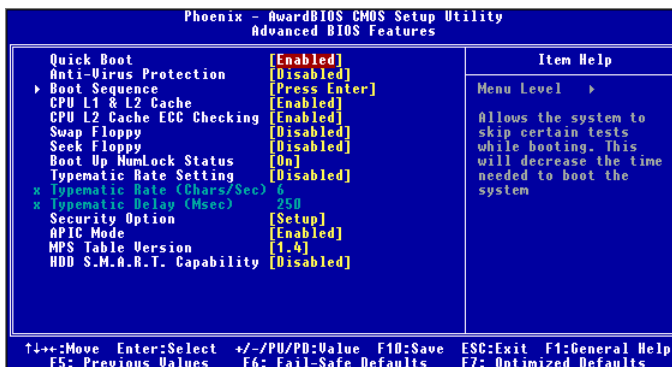 Phoenix - AwardBIOS CMOS Setup Utility
Advanced BIOS Features
Quick Boot [Enabled]
Anti-Virus Protection [Disabled]
Boot Sequence [Press Enter]
CPU L1 & L2 Cache [Enabled]
CPU L2 Cache ECC Checking [Enabled]
Swap Floppy [Disabled]
Seek Floppy [Disabled]
Boot Up NumLock Status [On]
Typematic Rate Setting [Disabled]
x Typematic Rate (Chars/Sec) 6
x Typematic Delay (Msec) 250
Security Option [Setup]
APIC Mode [Enabled]
MPS Table Version [1.4]
HDD S.M.A.R.T. Capability [Disabled]
Item Help
Menu Level
Allows the system to
skip certain tests
while booting. This
will decrease the time
needed to boot the
system
↑↓→←:Move Enter:Select +/-/PU/PD:Value F10:Save ESC:Exit F1:General Help
F5: Previous Values F6: Fail-Safe Defaults F7: Optimized Defaults